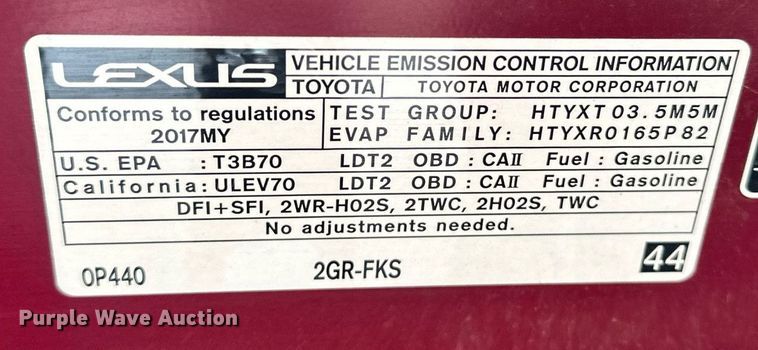 LEXUS VEHICLE EMISSION CONTROL INFORMATION
TOYOTA TOYOTA MOTOR CORPORATION
Conforms to regulations TEST GROUP: HTYXT03.5M5M
2017MY EVAP FAMILY: HTYXR0165P82
U.S. EPA : T3B70 LDT2 OBD : CAII Fuel : Gasoline
California : ULEV70 LDT2 OBD : CAII Fuel : Gasoline
DFI+SFI, 2WR-HO2S, 2TWC, 2HO2S, TWC
No adjustments needed.
0P440 2GR-FKS 44
Purple Wave Auction